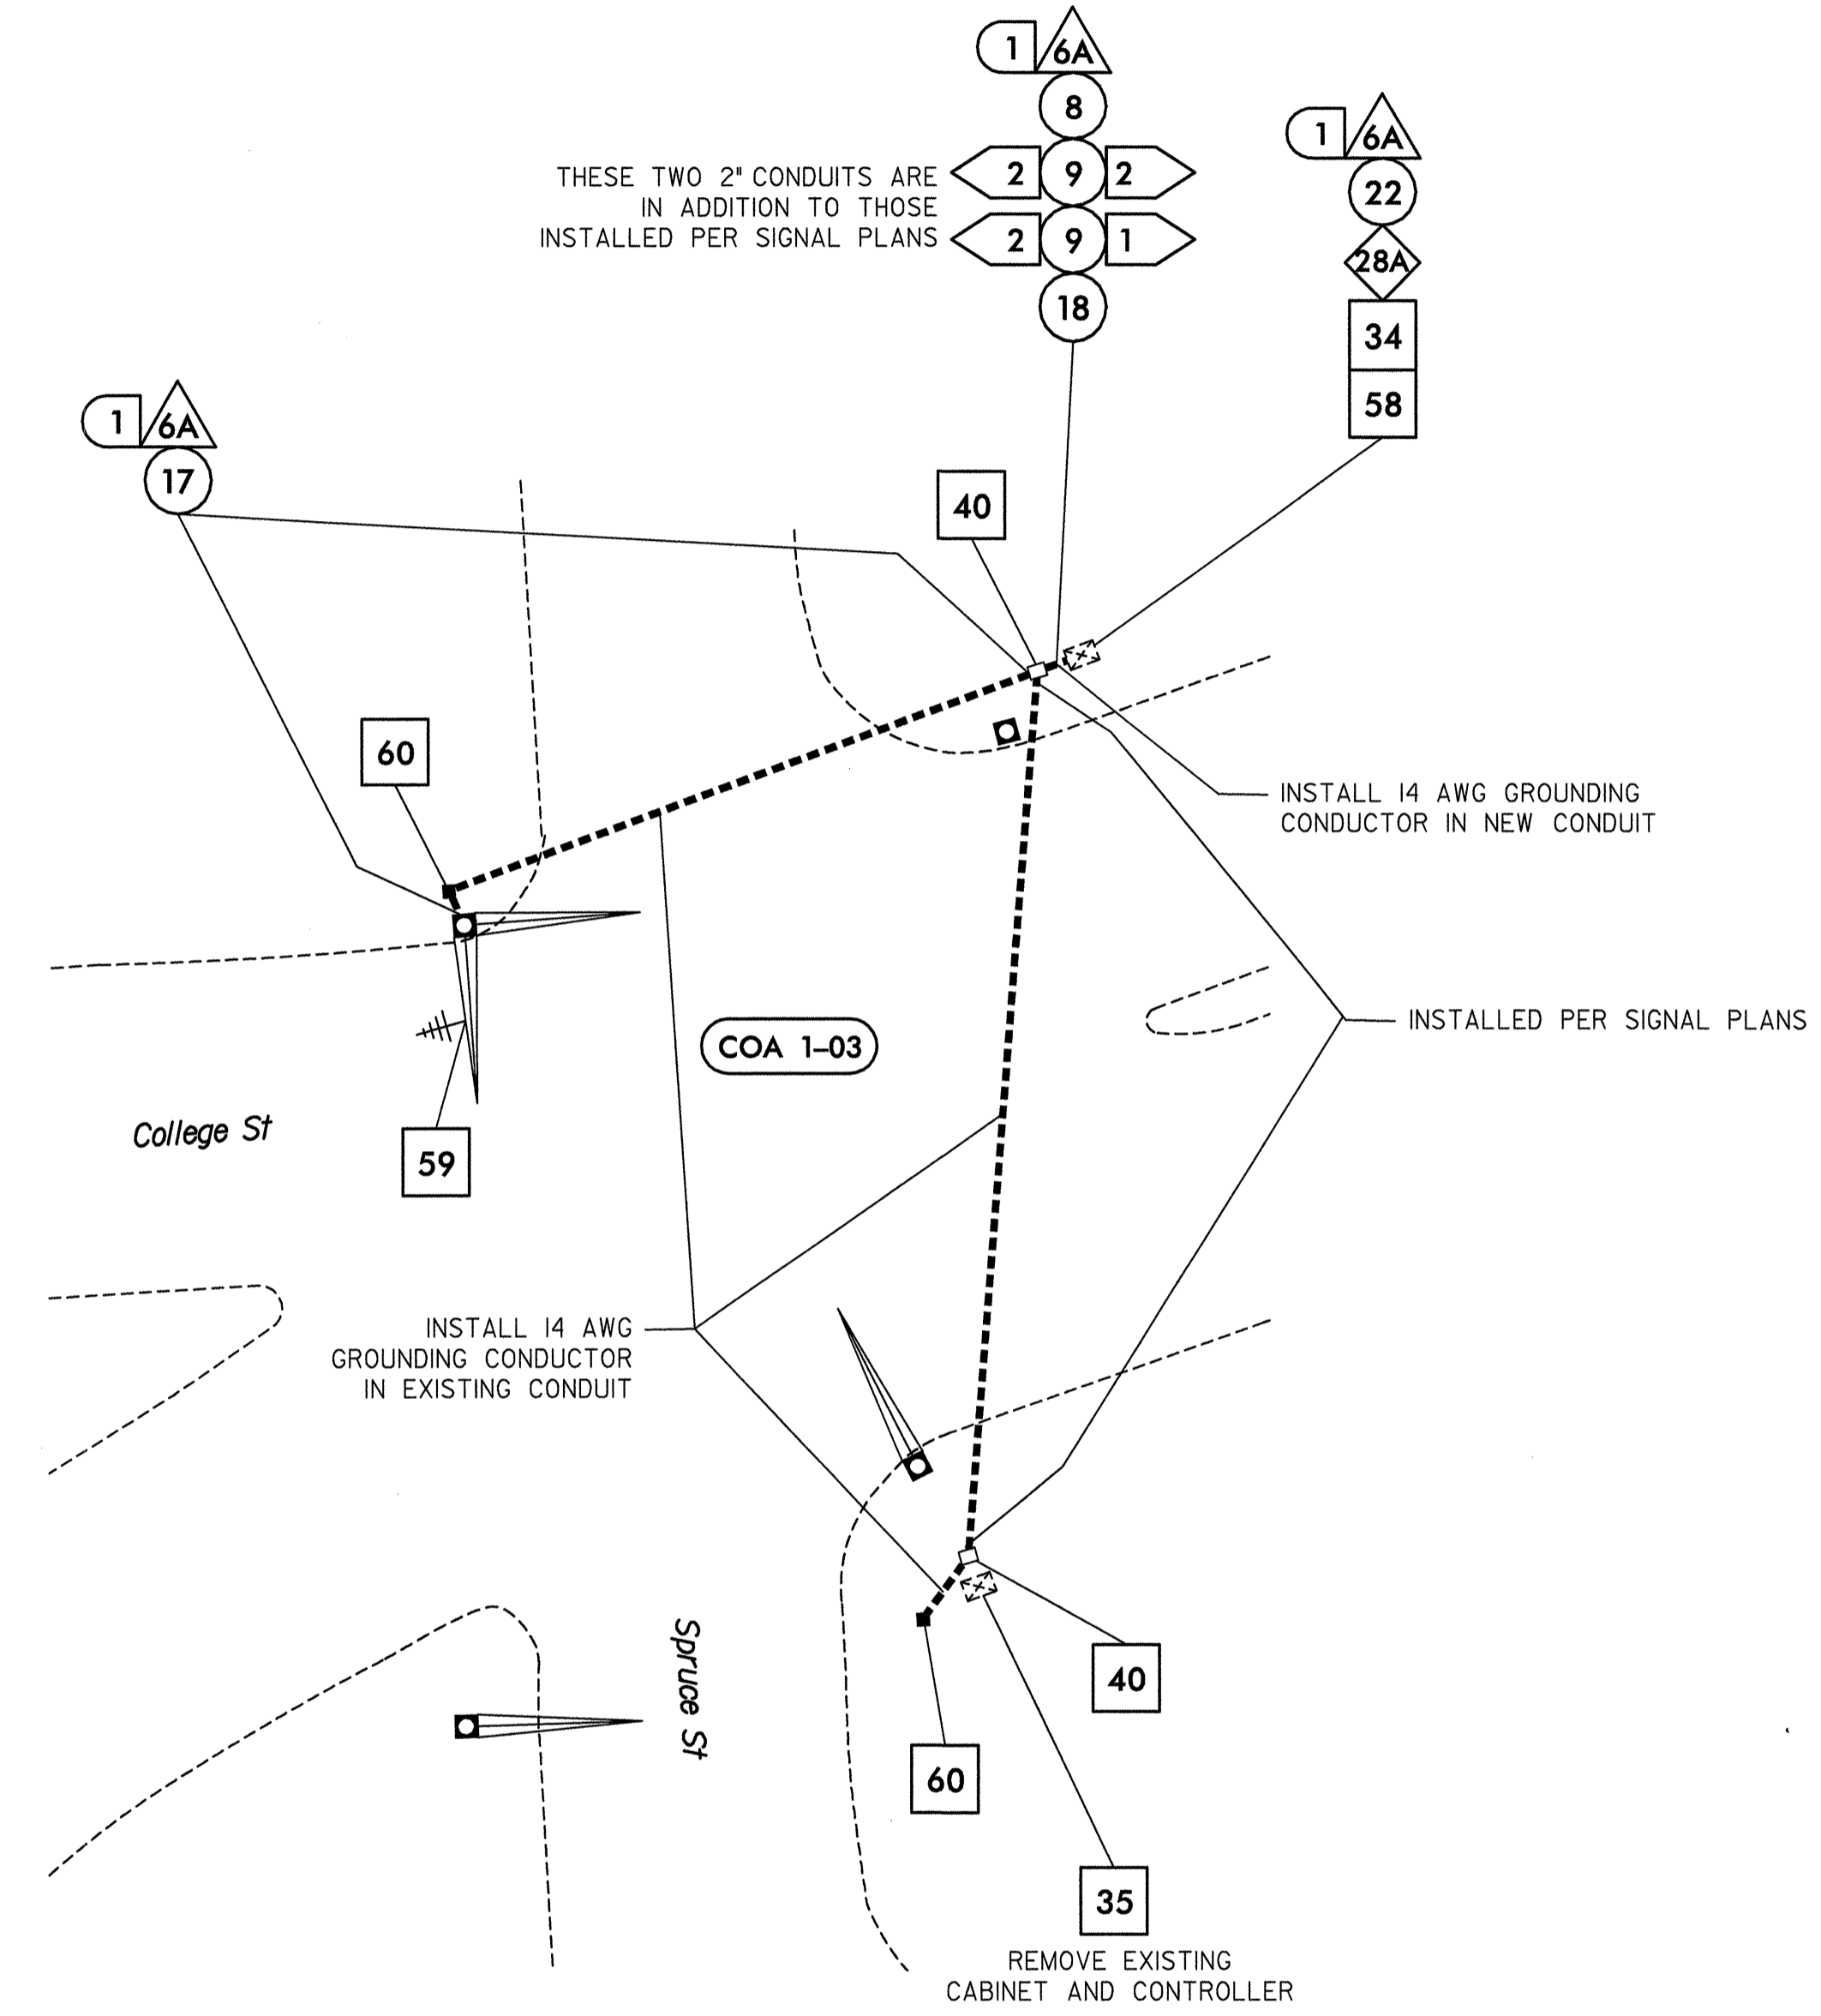 1 6A
8
THESE TWO 2" CONDUITS ARE
IN ADDITION TO THOSE
INSTALLED PER SIGNAL PLANS
2 9 2
2 9 1
18
1 6A
22
28A
34
58
1 6A
17
40
60
INSTALL 14 AWG GROUNDING
CONDUCTOR IN NEW CONDUIT
INSTALLED PER SIGNAL PLANS
COA 1-03
College St
59
INSTALL 14 AWG
GROUNDING CONDUCTOR
IN EXISTING CONDUIT
Spruce St
40
60
35
REMOVE EXISTING
CABINET AND CONTROLLER